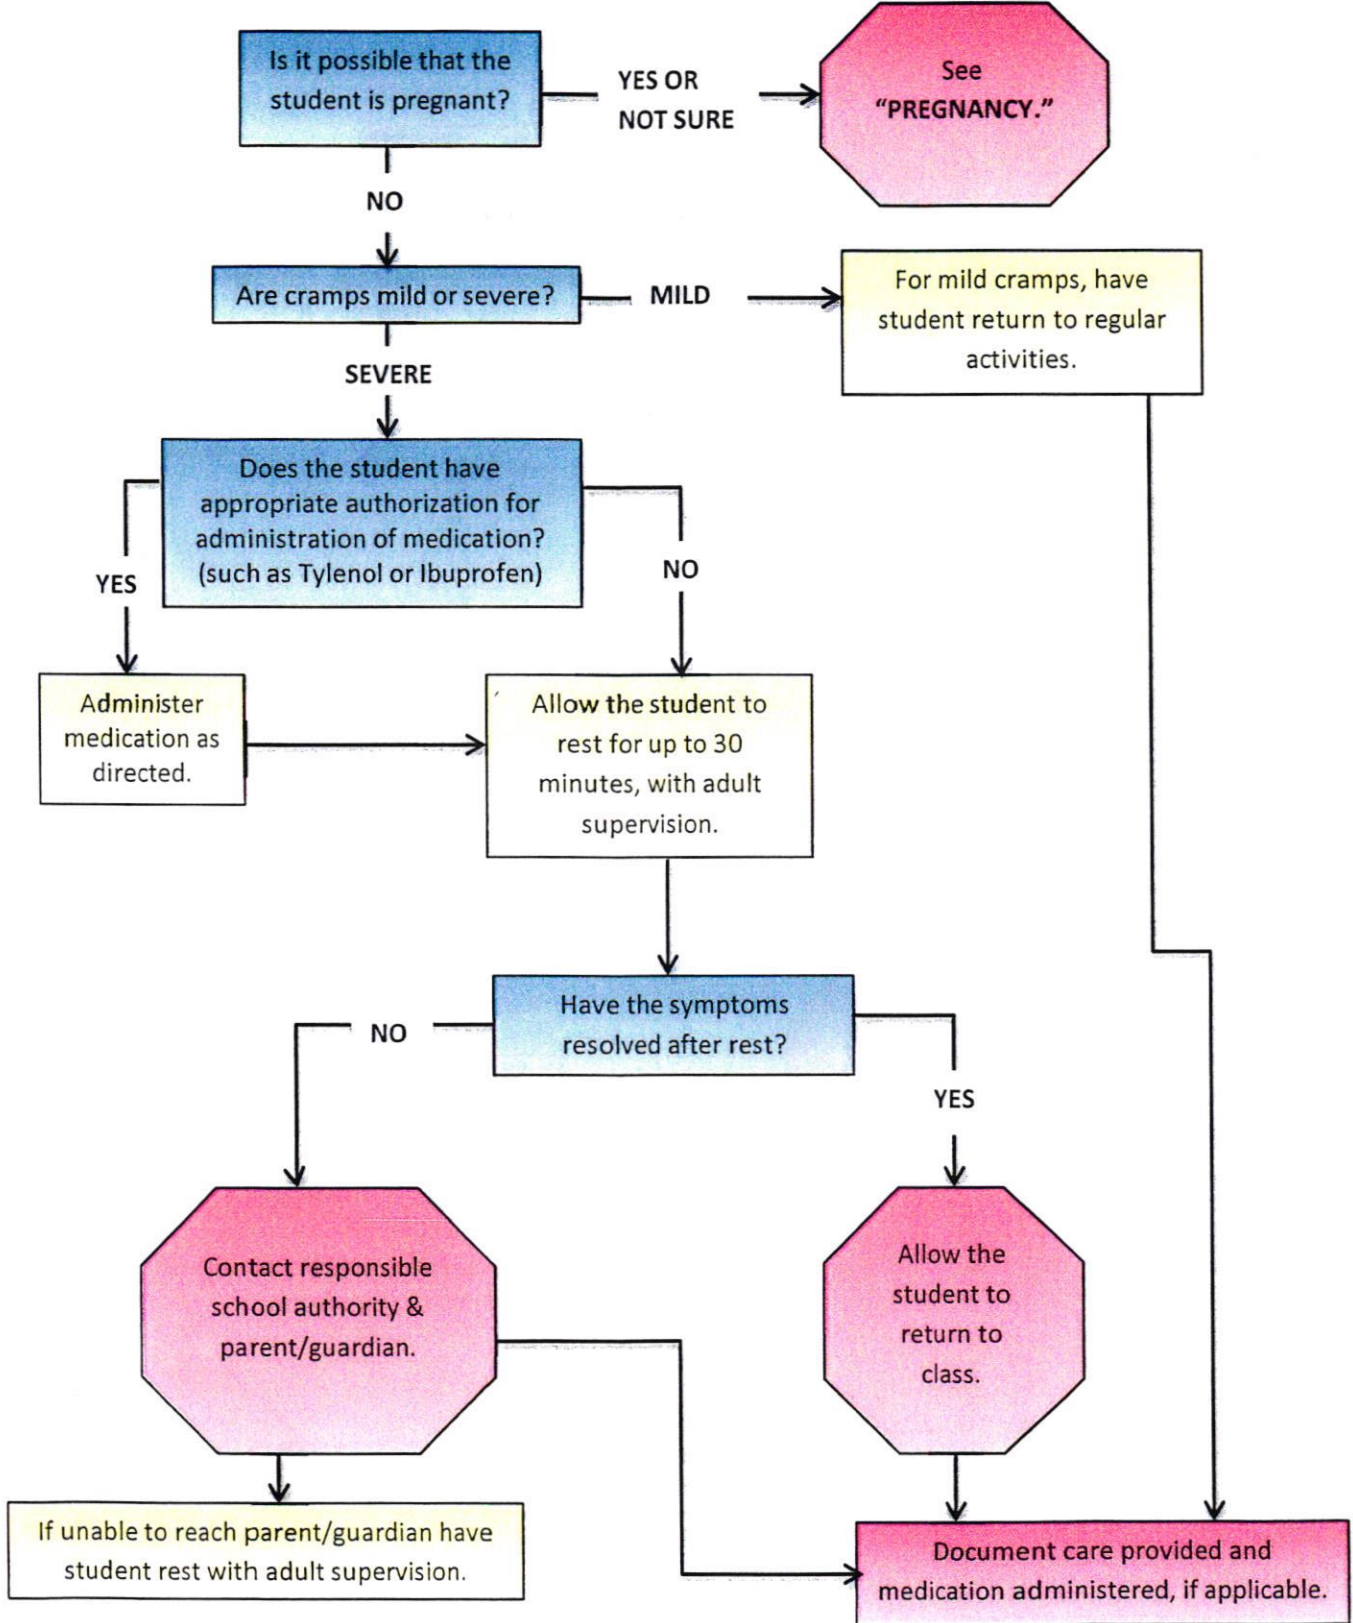 Is it possible that the
student is pregnant?
YES OR
NOT SURE
See
“PREGNANCY.”
NO
Are cramps mild or severe?
MILD
For mild cramps, have
student return to regular
activities.
SEVERE
Does the student have
appropriate authorization for
administration of medication?
(such as Tylenol or Ibuprofen)
YES
NO
Administer
medication as
directed.
Allow the student to
rest for up to 30
minutes, with adult
supervision.
Have the symptoms
resolved after rest?
NO
YES
Contact responsible
school authority &
parent/guardian.
Allow the
student to
return to
class.
If unable to reach parent/guardian have
student rest with adult supervision.
Document care provided and
medication administered, if applicable.